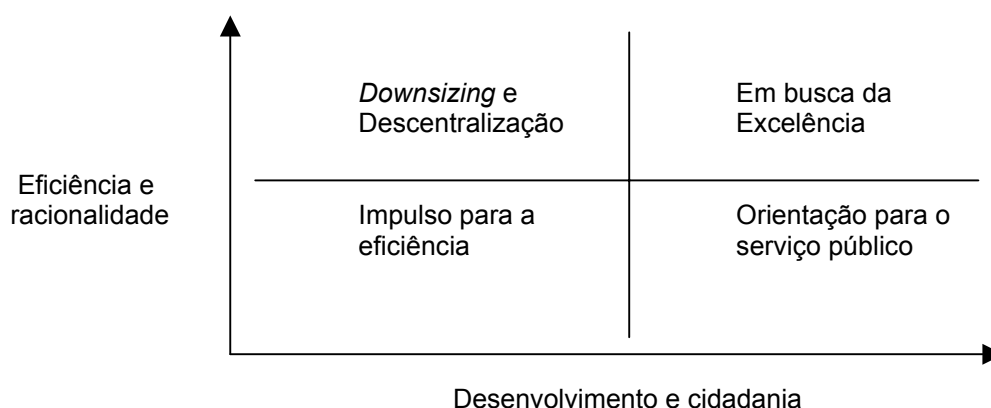 Downsizing e
Descentralização
Em busca da
Excelência
Eficiência e
racionalidade
Impulso para a
eficiência
Orientação para o
serviço público
Desenvolvimento e cidadania